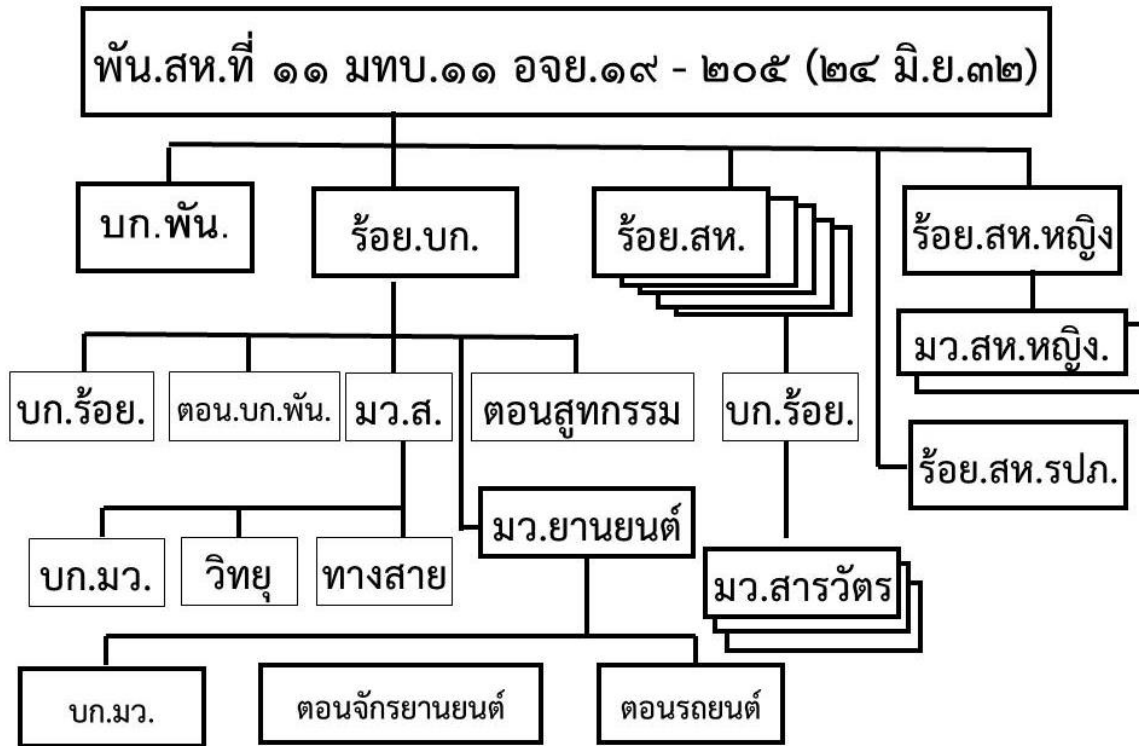 พัน.สห.ที่ ๑๑ มทบ.๑๑ อจย.๑๙ - ๒๐๕ (๒๔ มิ.ย.๓๒)
บก.พัน.
ร้อย.บก.
ร้อย.สห.
ร้อย.สห.หญิง
มว.สห.หญิง.
บก.ร้อย.
ตอน.บก.พัน.
มว.ส.
ตอนสูทกรรม
บก.ร้อย.
ร้อย.สห.รปภ.
มว.ยานยนต์
บก.มว.
วิทยุ
ทางสาย
มว.สารวัตร
บก.มว.
ตอนจักรยานยนต์
ตอนรถยนต์